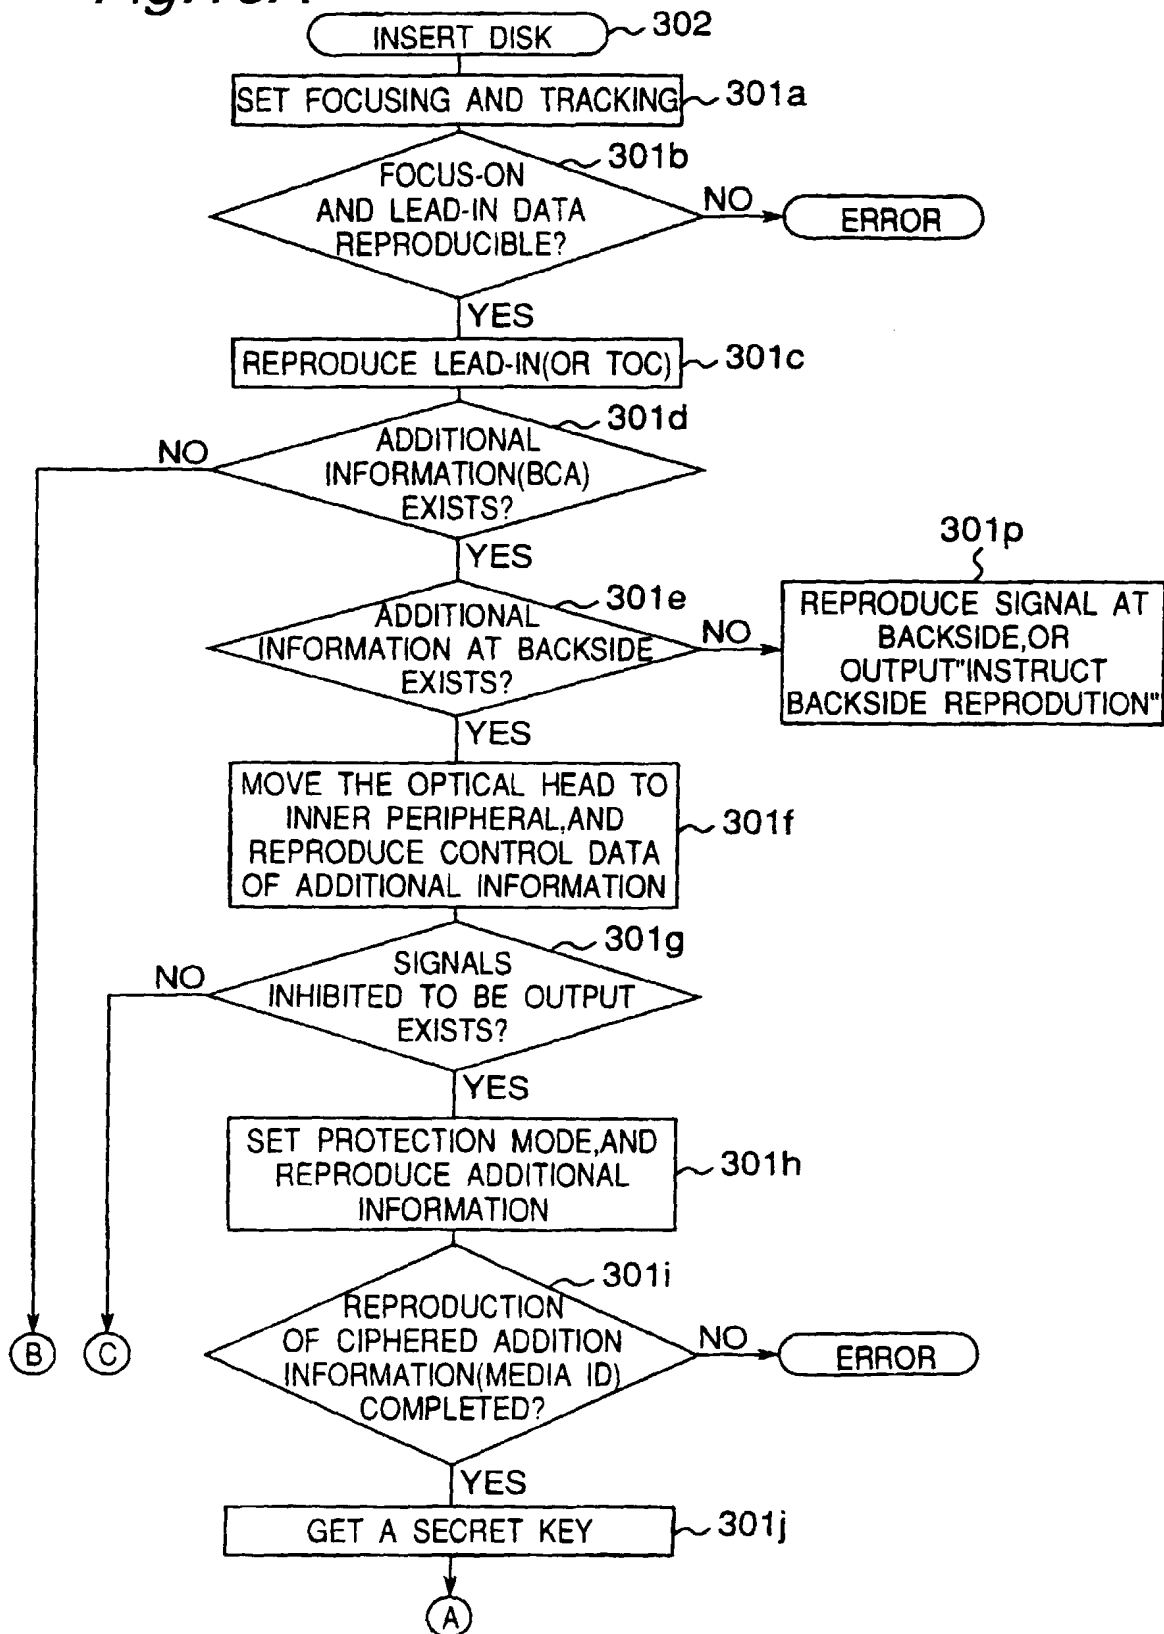 INSERT DISK
302
SET FOCUSING AND TRACKING
301a
301b
FOCUS-ON
AND LEAD-IN DATA
REPRODUCIBLE?
NO
ERROR
YES
REPRODUCE LEAD-IN(OR TOC)
301c
301d
ADDITIONAL
INFORMATION(BCA)
EXISTS?
NO
YES
301p
301e
ADDITIONAL
INFORMATION AT BACKSIDE
EXISTS?
NO
REPRODUCE SIGNAL AT
BACKSIDE,OR
OUTPUT"INSTRUCT
BACKSIDE REPRODUTION"
YES
MOVE THE OPTICAL HEAD TO
INNER PERIPHERAL,AND
REPRODUCE CONTROL DATA
OF ADDITIONAL INFORMATION
301f
301g
SIGNALS
INHIBITED TO BE OUTPUT
EXISTS?
NO
YES
SET PROTECTION MODE,AND
REPRODUCE ADDITIONAL
INFORMATION
301h
301i
REPRODUCTION
OF CIPHERED ADDITION
INFORMATION(MEDIA ID)
COMPLETED?
NO
ERROR
B
C
YES
GET A SECRET KEY
301j
A